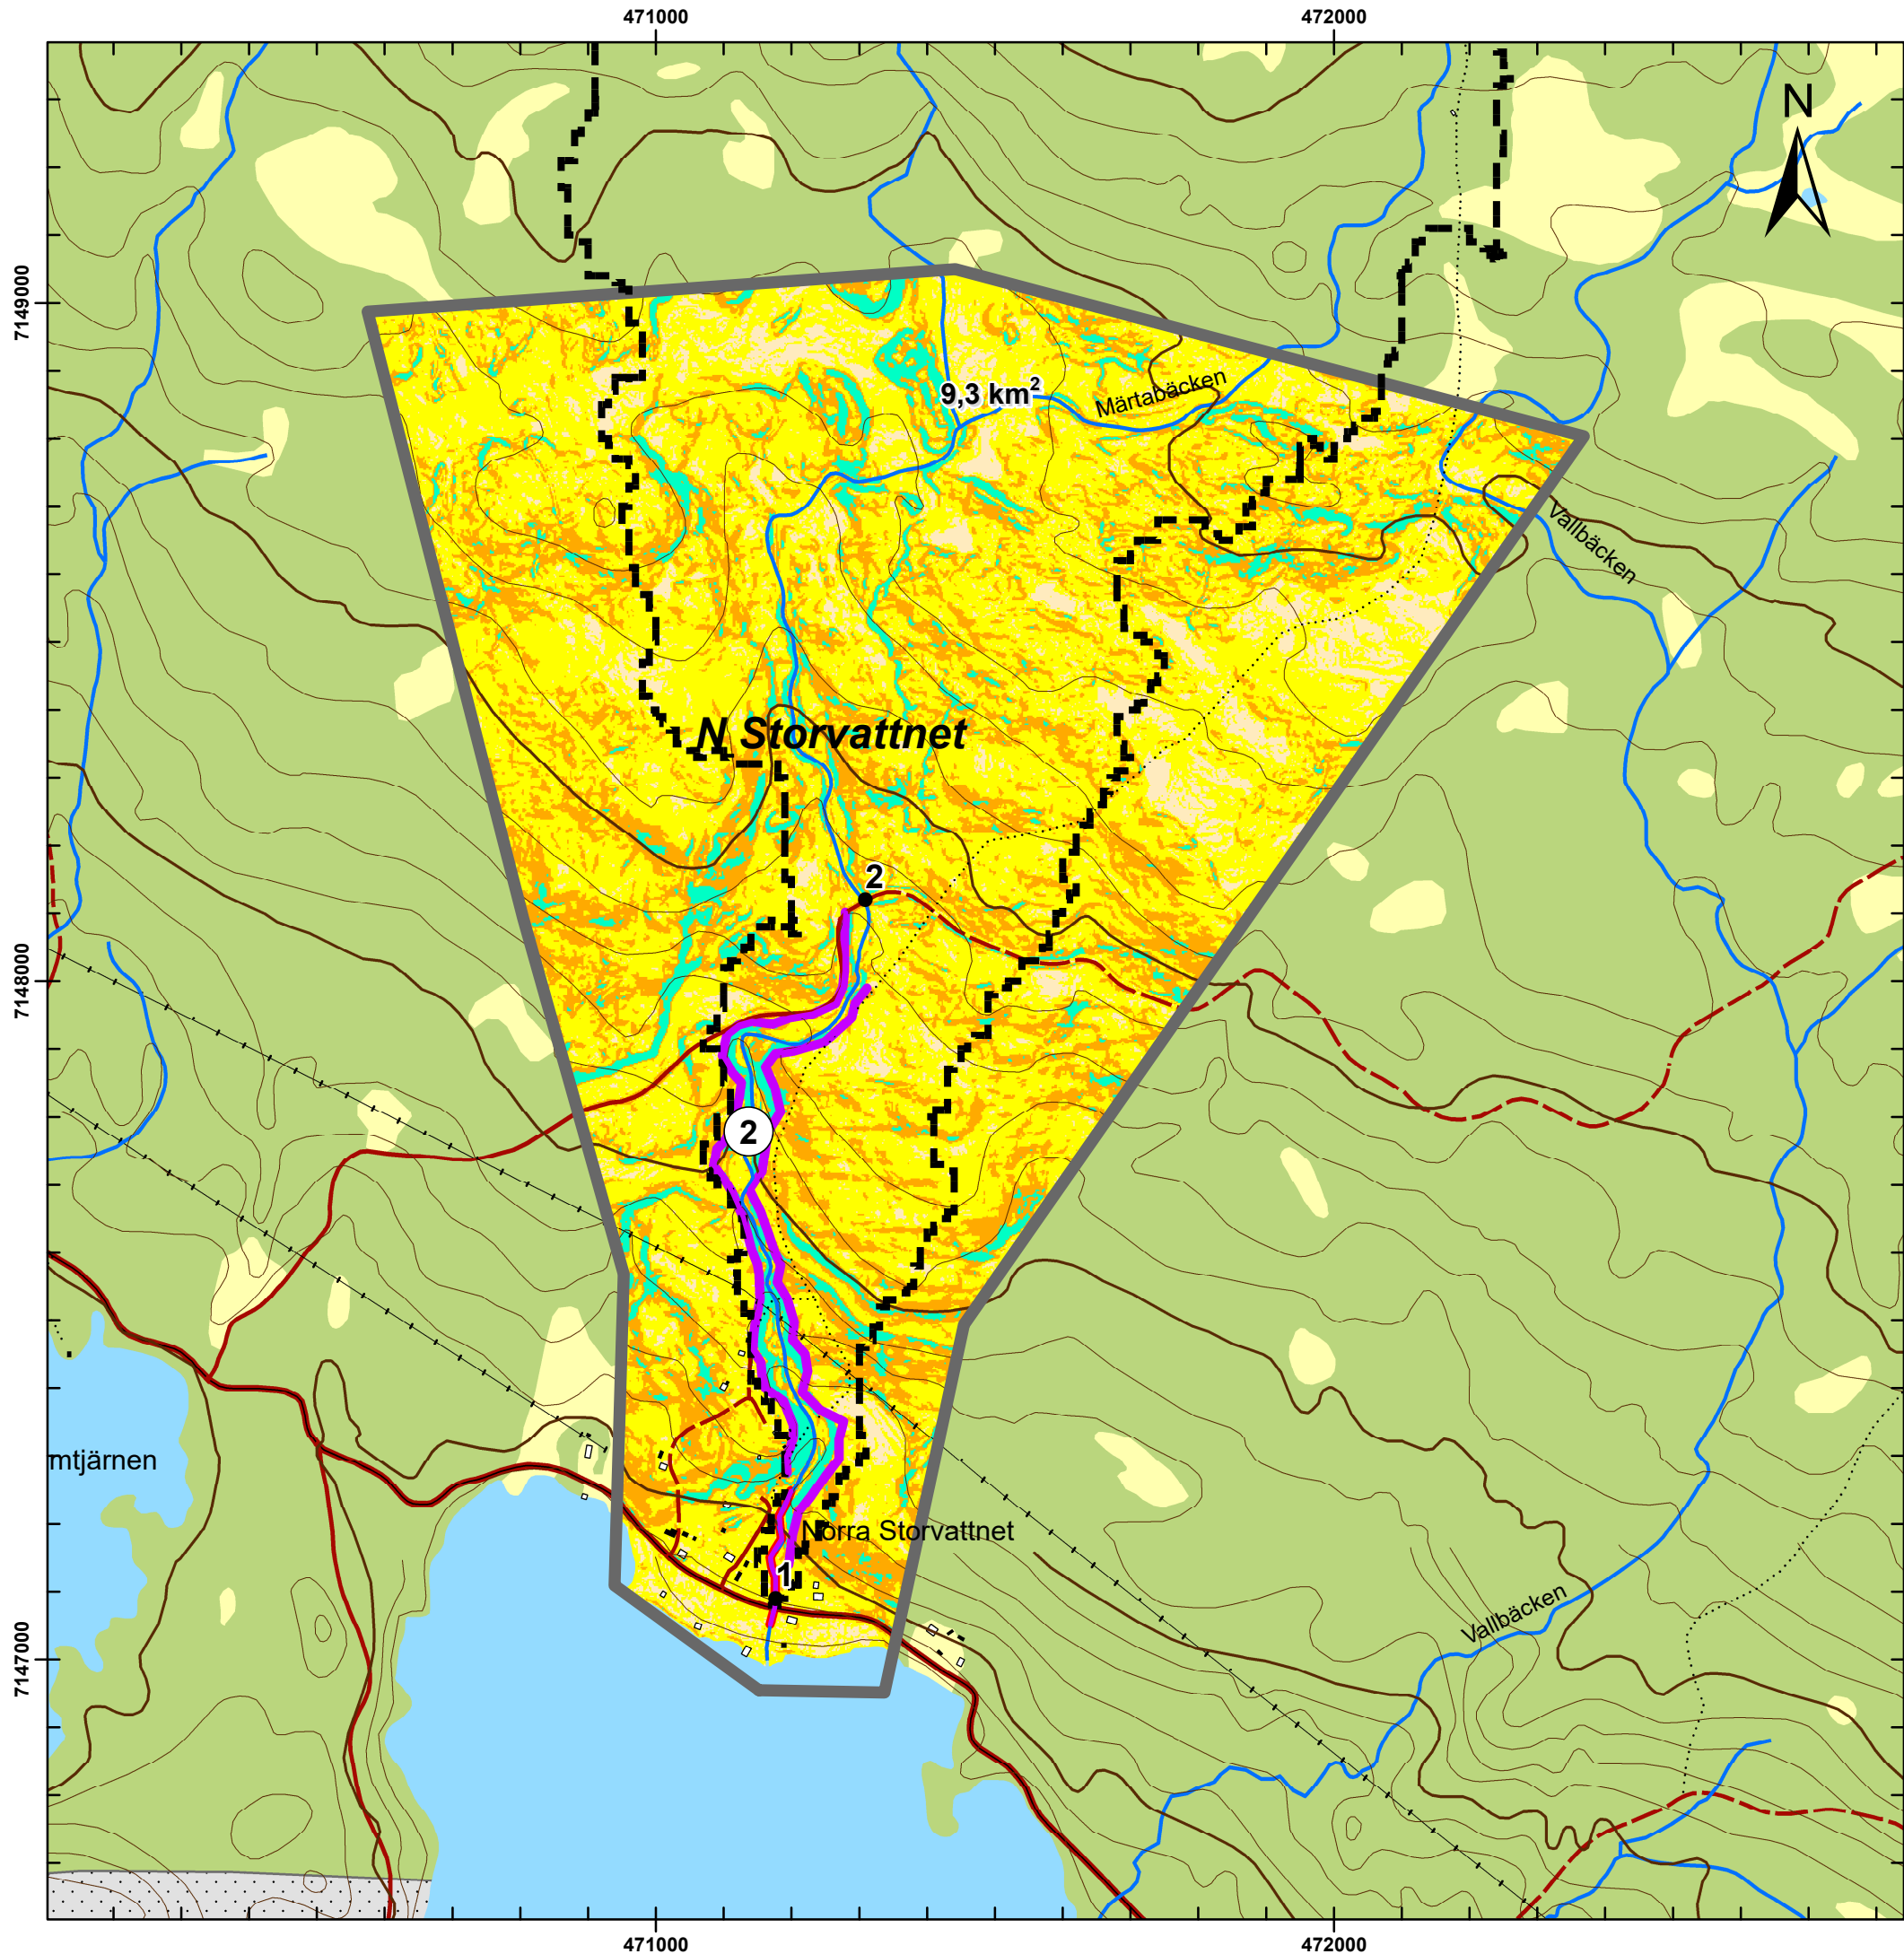 471000
472000
N
7149000
9,3 km²
Märtabäcken
Vallbäcken
N Storvattnet
2
7148000
2
mtjärnen
Norra Storvattnet
1
Vallbäcken
7147000
471000
472000